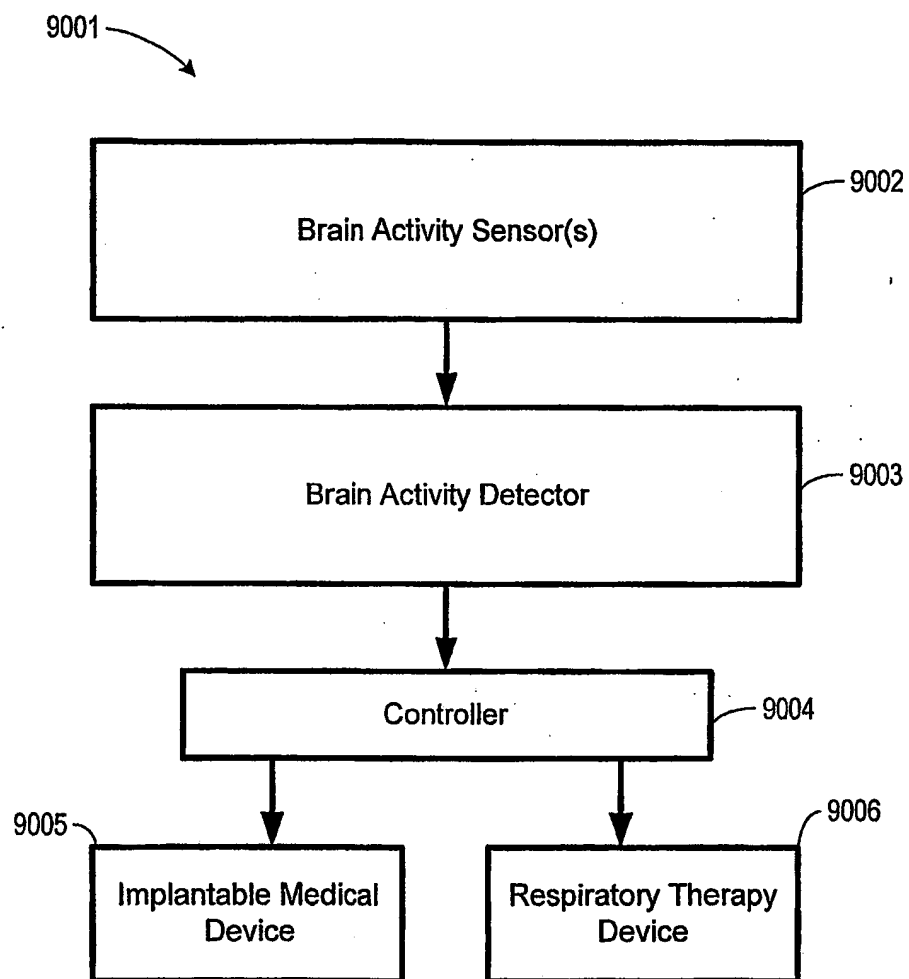 9001
9002
Brain Activity Sensor(s)
9003
Brain Activity Detector
Controller
9004
9005
9006
Implantable Medical
Device
Respiratory Therapy
Device